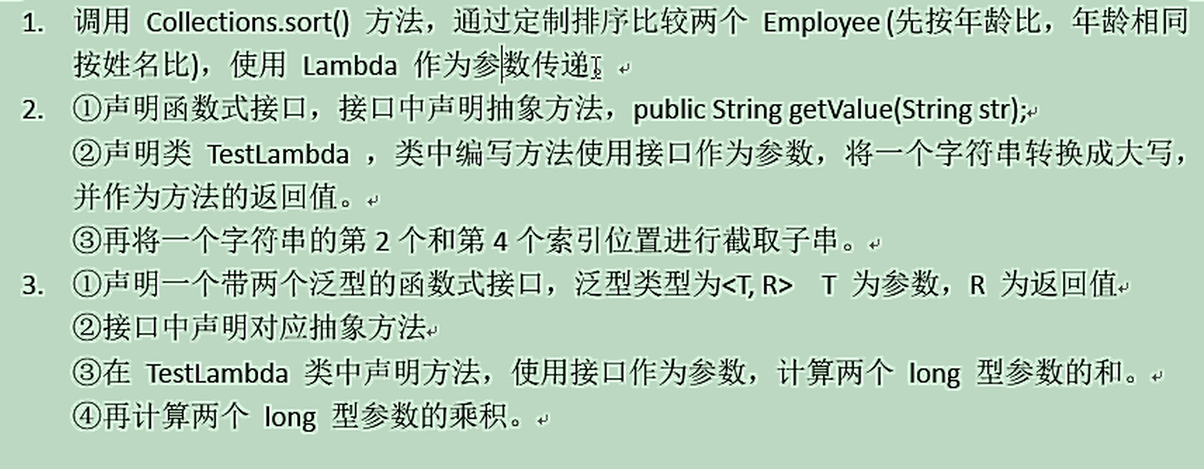 1. 调用 Collections.sort() 方法，通过定制排序比较两个 Employee (先按年龄比，年龄相同
按姓名比)，使用 Lambda 作为参数传递。
2. ①声明函数式接口，接口中声明抽象方法，public String getValue(String str);
②声明类 TestLambda ，类中编写方法使用接口作为参数，将一个字符串转换成大写，
并作为方法的返回值。
③再将一个字符串的第 2 个和第 4 个索引位置进行截取子串。
3. ①声明一个带两个泛型的函数式接口，泛型类型为<T, R> T 为参数，R 为返回值
②接口中声明对应抽象方法
③在 TestLambda 类中声明方法，使用接口作为参数，计算两个 long 型参数的和。
④再计算两个 long 型参数的乘积。